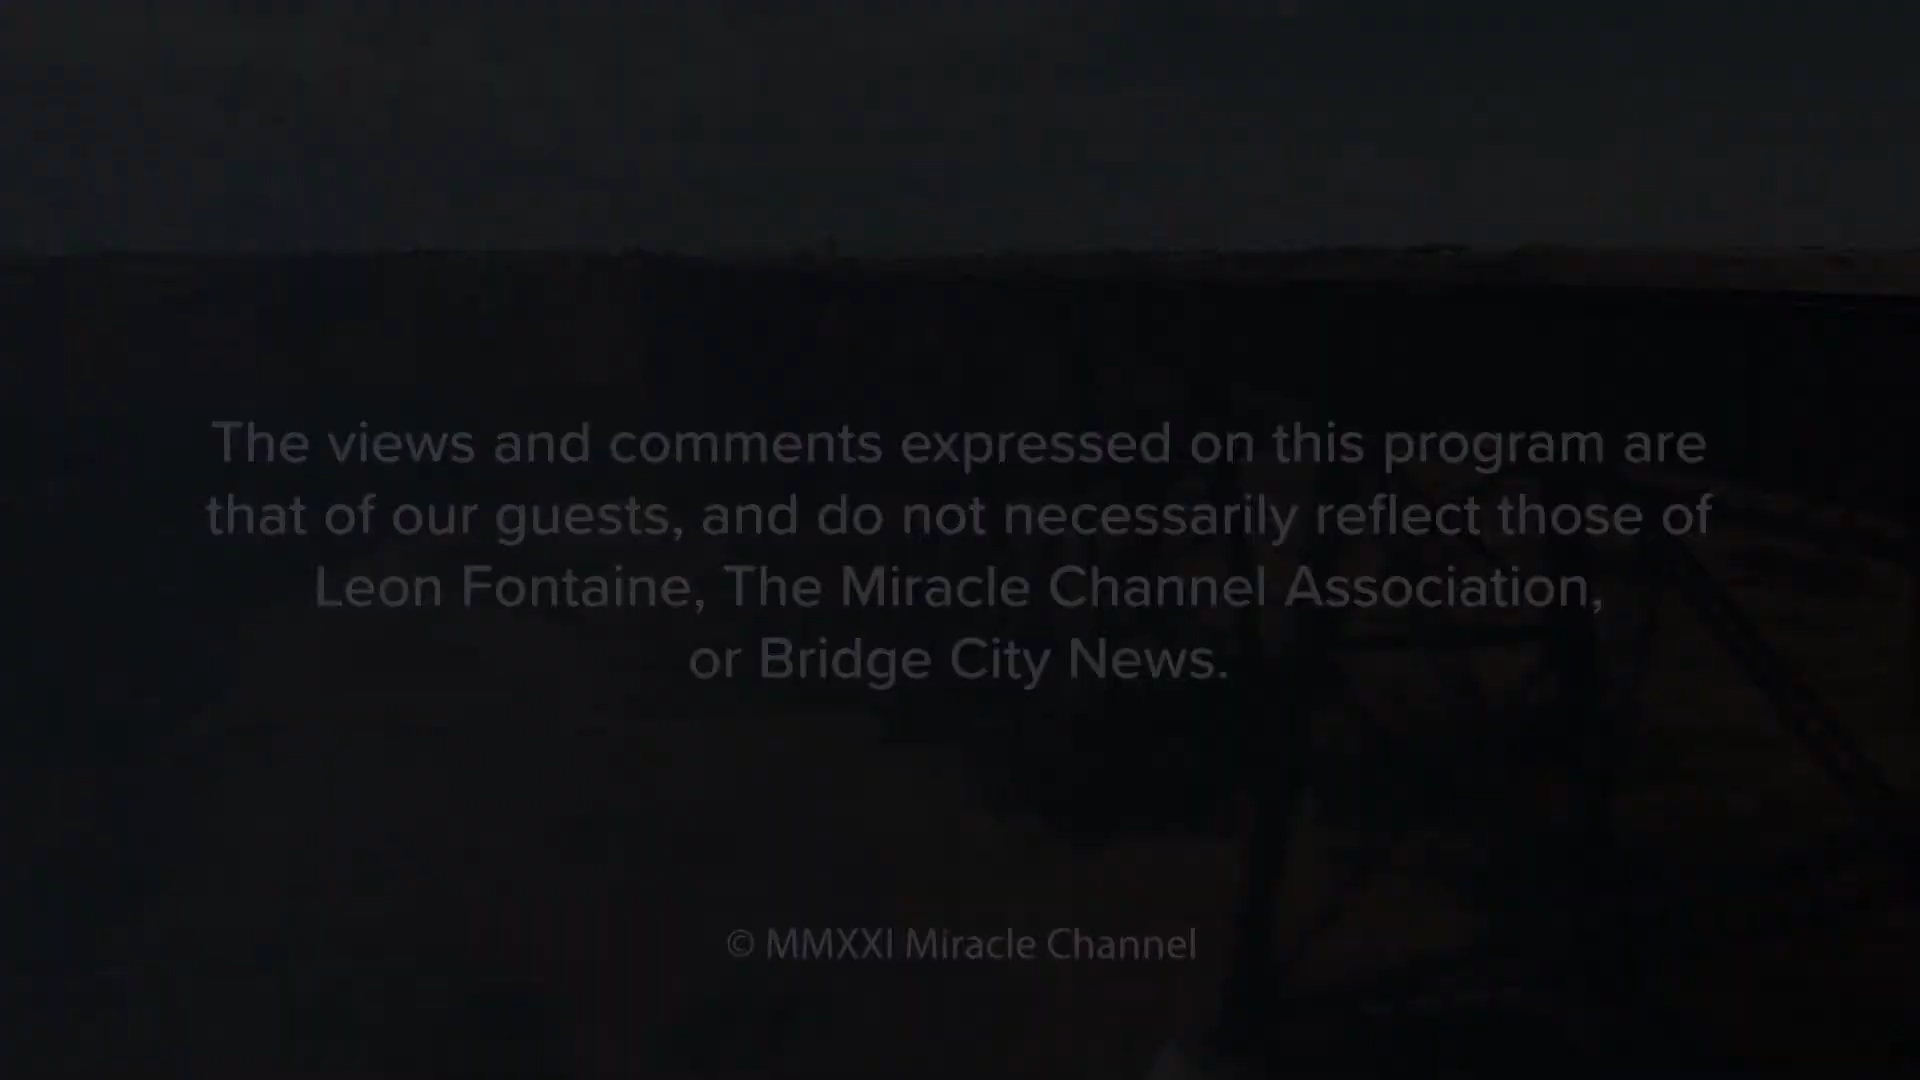 The views and comments expressed on this program are
that of our guests, and do not necessarily reflect those of
Leon Fontaine, The Miracle Channel Association,
or Bridge City News.
© MMXXI Miracle Channel